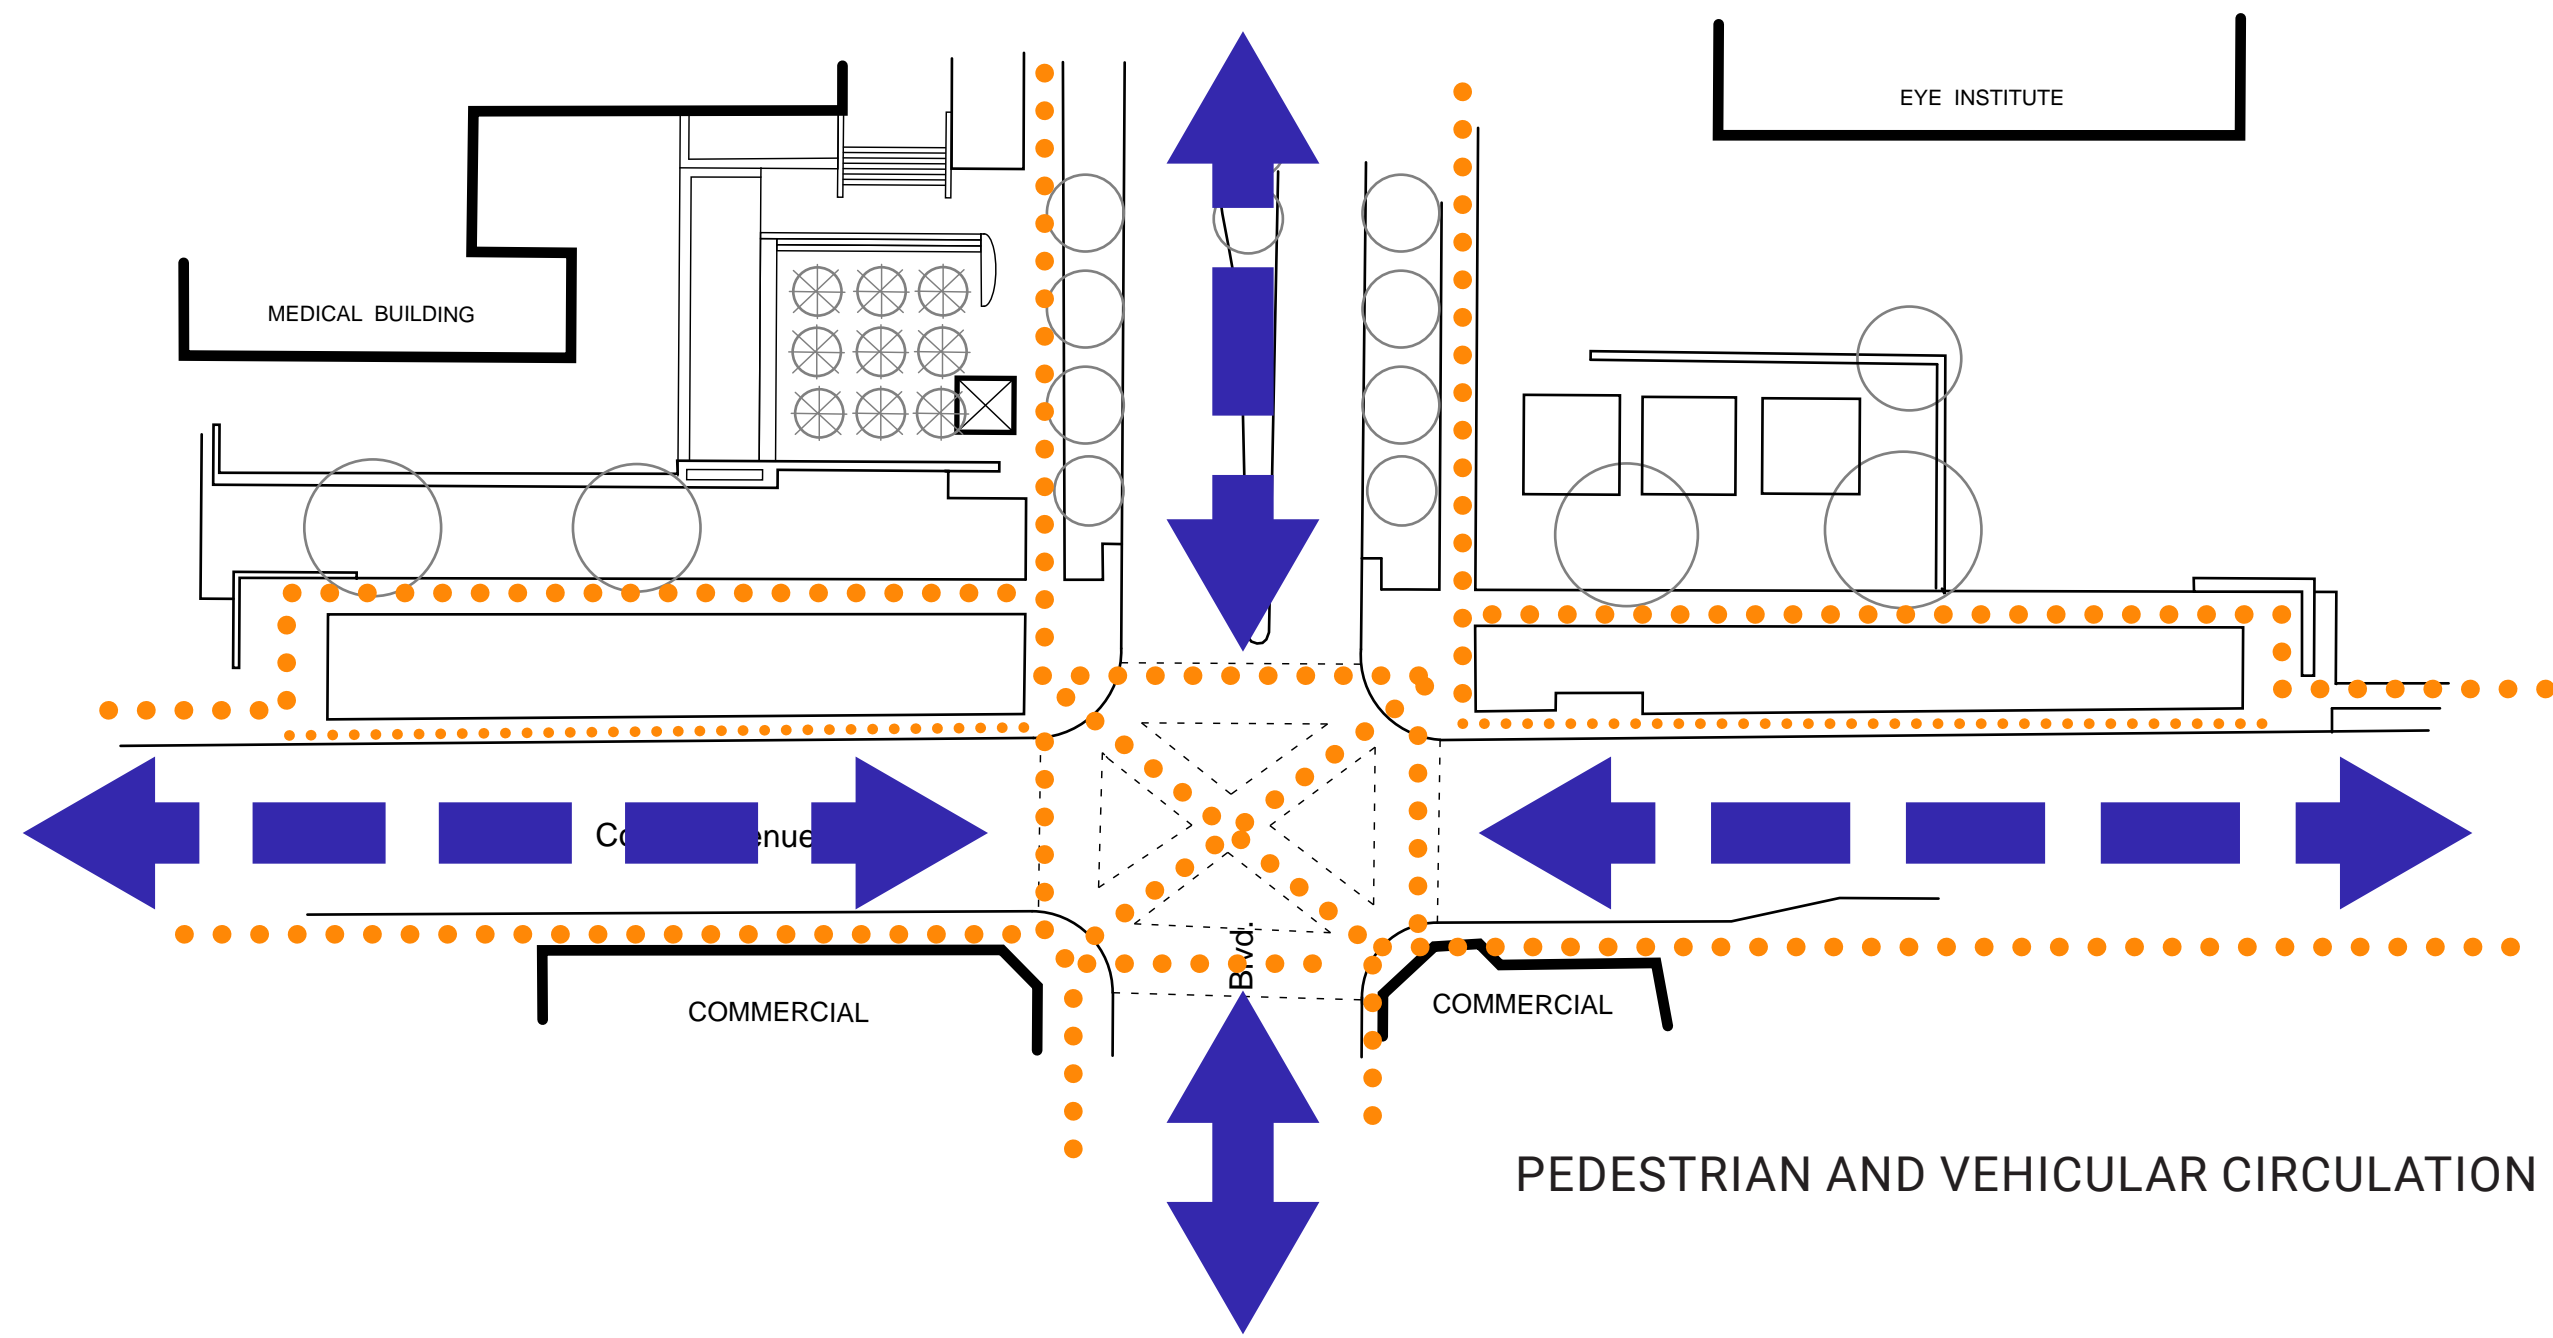 EYE INSTITUTE
MEDICAL BUILDING
Blvd.
COMMERCIAL
COMMERCIAL
PEDESTRIAN AND VEHICULAR CIRCULATION